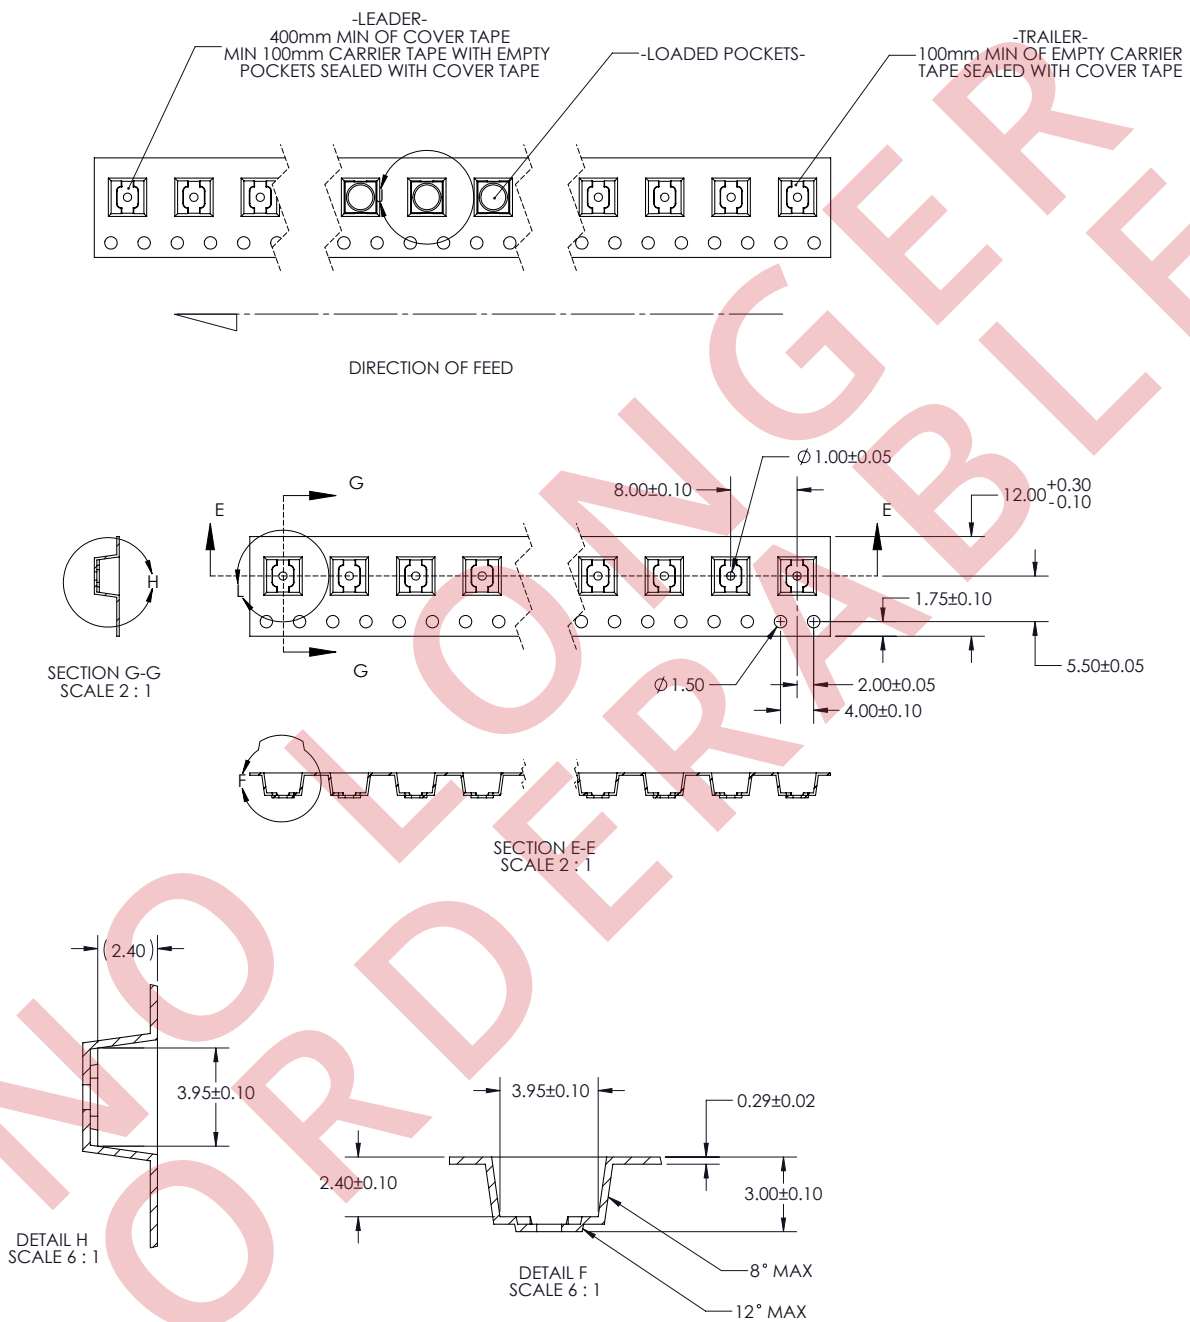 -LEADER-
400mm MIN OF COVER TAPE
MIN 100mm CARRIER TAPE WITH EMPTY
POCKETS SEALED WITH COVER TAPE
-LOADED POCKETS-
-TRAILER-
100mm MIN OF EMPTY CARRIER
TAPE SEALED WITH COVER TAPE
DIRECTION OF FEED
G
E
8.00±0.10
Ø 1.00±0.05
E
12.00 +0.30 -0.10
H
1.75±0.10
SECTION G-G
SCALE 2 : 1
G
Ø 1.50
2.00±0.05
4.00±0.10
5.50±0.05
F
SECTION E-E
SCALE 2 : 1
(2.40)
3.95±0.10
DETAIL H
SCALE 6 : 1
3.95±0.10
0.29±0.02
2.40±0.10
3.00±0.10
8° MAX
12° MAX
DETAIL F
SCALE 6 : 1
NO LONGER
ORDERABLE